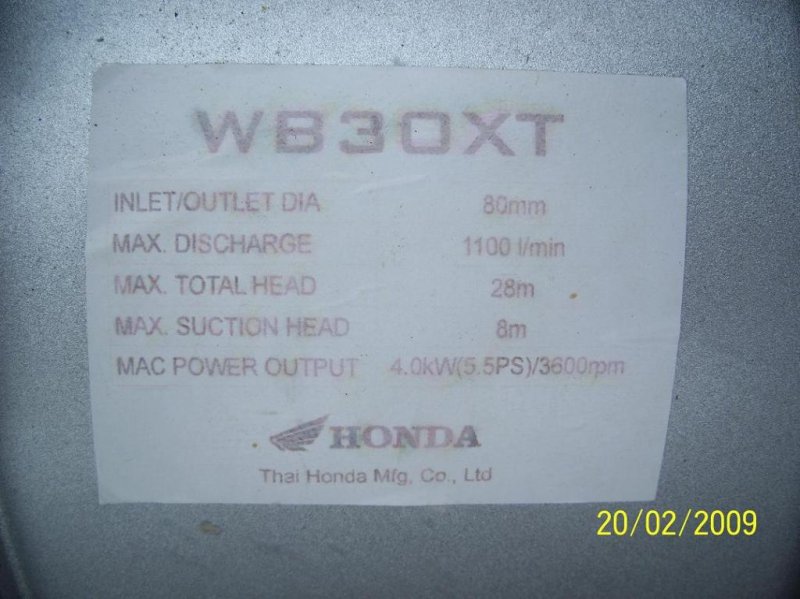 WB30XT
INLET/OUTLET DIA 80mm
MAX. DISCHARGE 1100 l/min
MAX. TOTAL HEAD 28m
MAX. SUCTION HEAD 8m
MAC POWER OUTPUT 4.0kW(5.5PS)/3600rpm
HONDA
Thai Honda Mfg, Co., Ltd
20/02/2009